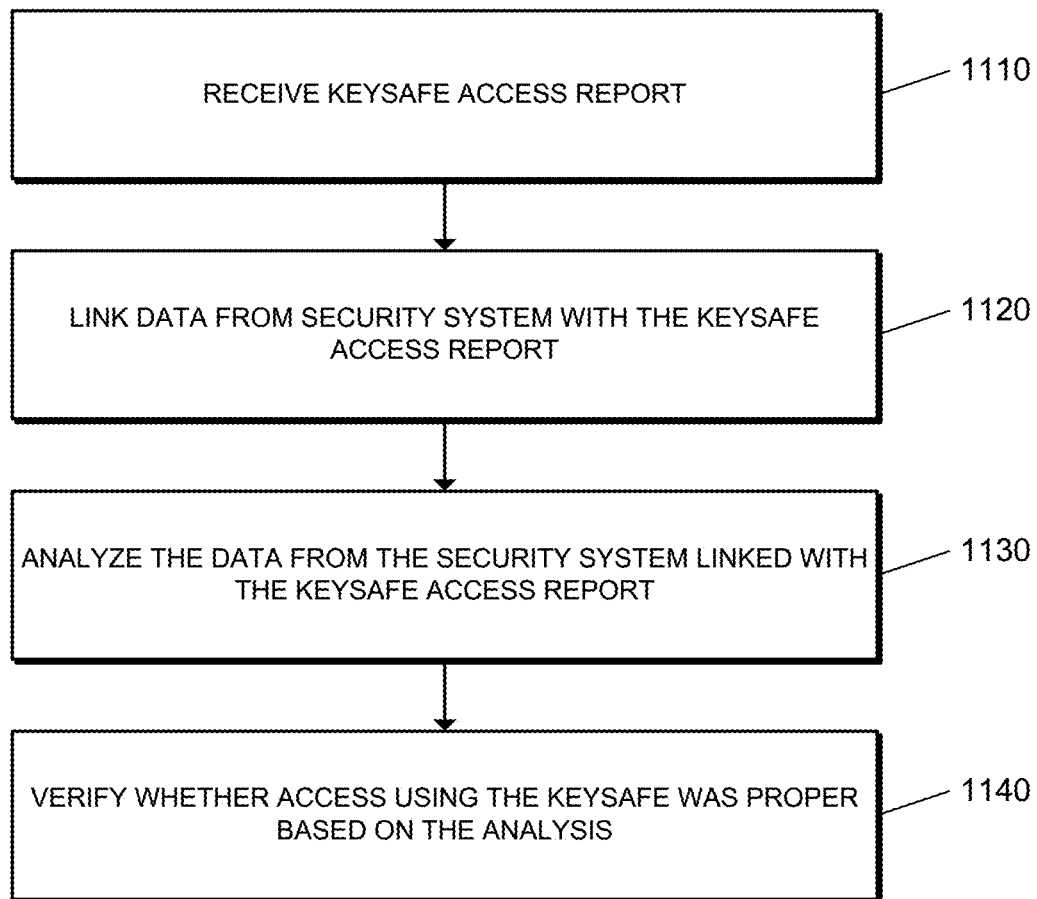 RECEIVE KEYSAFE ACCESS REPORT
1110
LINK DATA FROM SECURITY SYSTEM WITH THE KEYSAFE
ACCESS REPORT
1120
ANALYZE THE DATA FROM THE SECURITY SYSTEM LINKED WITH
THE KEYSAFE ACCESS REPORT
1130
VERIFY WHETHER ACCESS USING THE KEYSAFE WAS PROPER
BASED ON THE ANALYSIS
1140